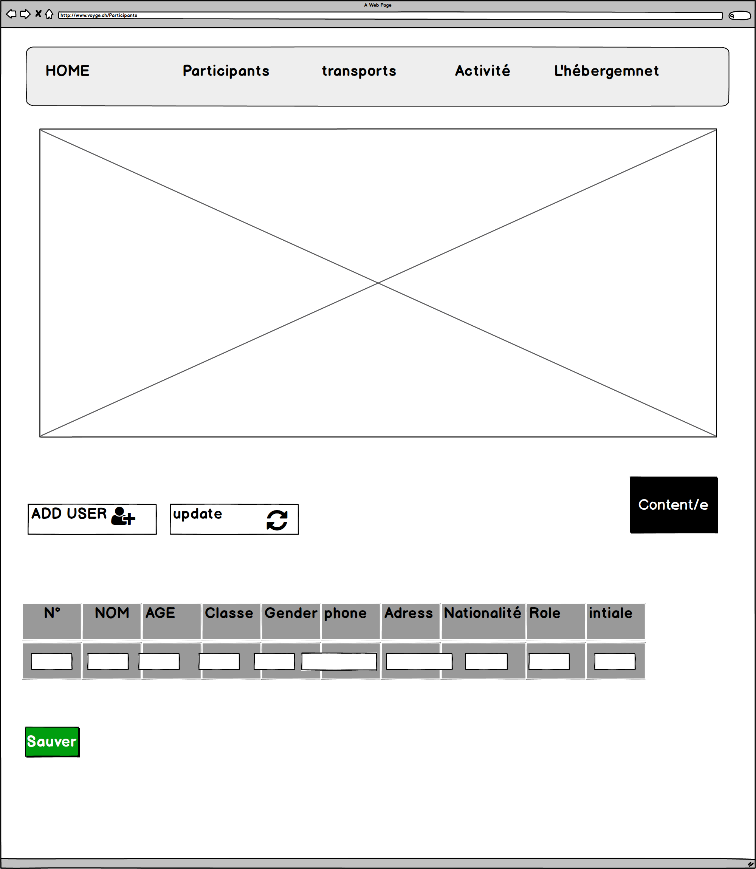 A Web Page
http://www.voyge.ch/Participants
HOME Participants transports Activité L'hébergemnet
Content/e
ADD USER update
N° NOM AGE Classe Gender phone Adress Nationalité Role intiale
Sauver